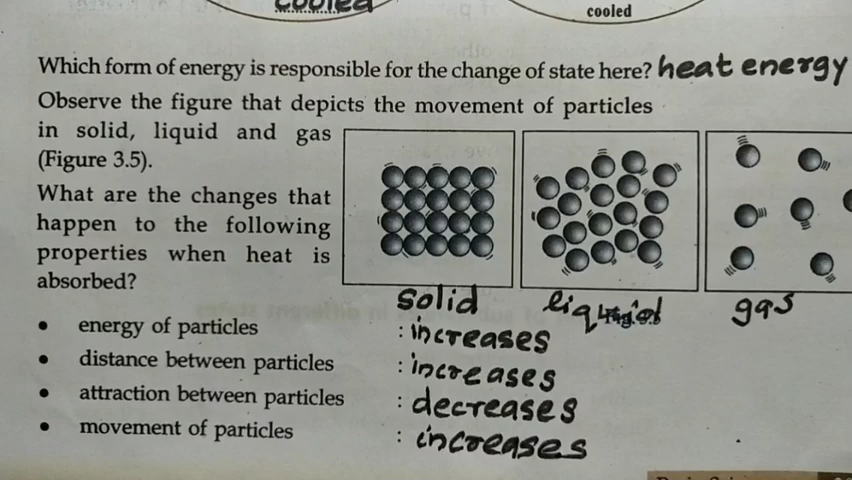 cooled
cooled
Which form of energy is responsible for the change of state here? heat energy
Observe the figure that depicts the movement of particles
in solid, liquid and gas
(Figure 3.5).
What are the changes that
happen to the following
properties when heat is
absorbed?
solid liquid gas
• energy of particles : increases
• distance between particles : increases
• attraction between particles : decreases
• movement of particles : increases